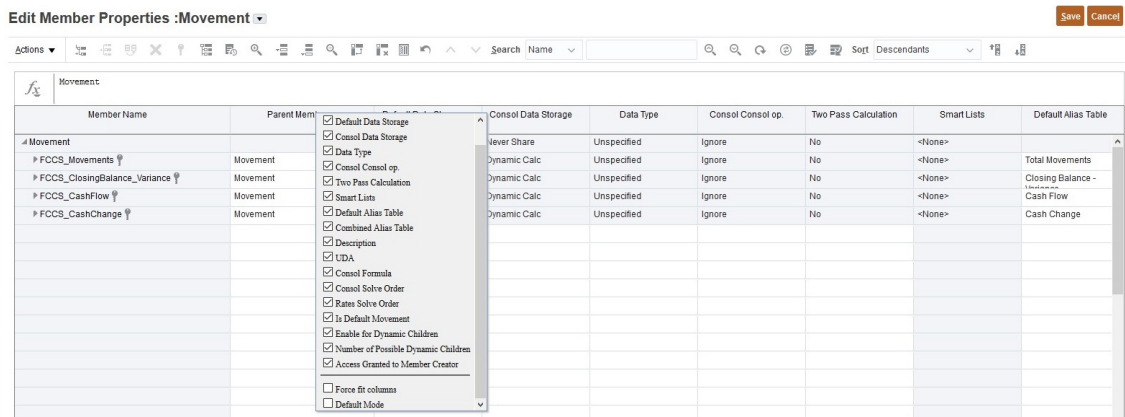 Edit Member Properties :Movement
Save Cancel
Actions Search Name Sort Descendants
fx Movement
Member Name Parent Mem Consol Data Storage Data Type Consol Consol op. Two Pass Calculation Smart Lists Default Alias Table
Movement Never Share Unspecified Ignore No <None>
FCCS_Movements Movement Dynamic Calc Unspecified Ignore No <None> Total Movements
FCCS_ClosingBalance_Variance Movement Dynamic Calc Unspecified Ignore No <None> Closing Balance -
FCCS_CashFlow Movement Dynamic Calc Unspecified Ignore No <None> Cash Flow
FCCS_CashChange Movement Dynamic Calc Unspecified Ignore No <None> Cash Change
Default Data Storage
Consol Data Storage
Data Type
Consol Consol op.
Two Pass Calculation
Smart Lists
Default Alias Table
Combined Alias Table
Description
UDA
Consol Formula
Consol Solve Order
Rates Solve Order
Is Default Movement
Enable for Dynamic Children
Number of Possible Dynamic Children
Access Granted to Member Creator
Force fit columns
Default Mode